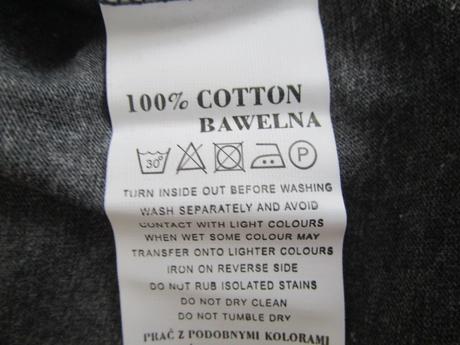 100% COTTON
BAWELNA
30° P
TURN INSIDE OUT BEFORE WASHING
WASH SEPARATELY AND AVOID
CONTACT WITH LIGHT COLOURS
WHEN WET SOME COLOUR MAY
TRANSFER ONTO LIGHTER COLOURS
IRON ON REVERSE SIDE
DO NOT RUB ISOLATED STAINS
DO NOT DRY CLEAN
DO NOT TUMBLE DRY
PRAČ Z PODOBNYMI KOLORAMI